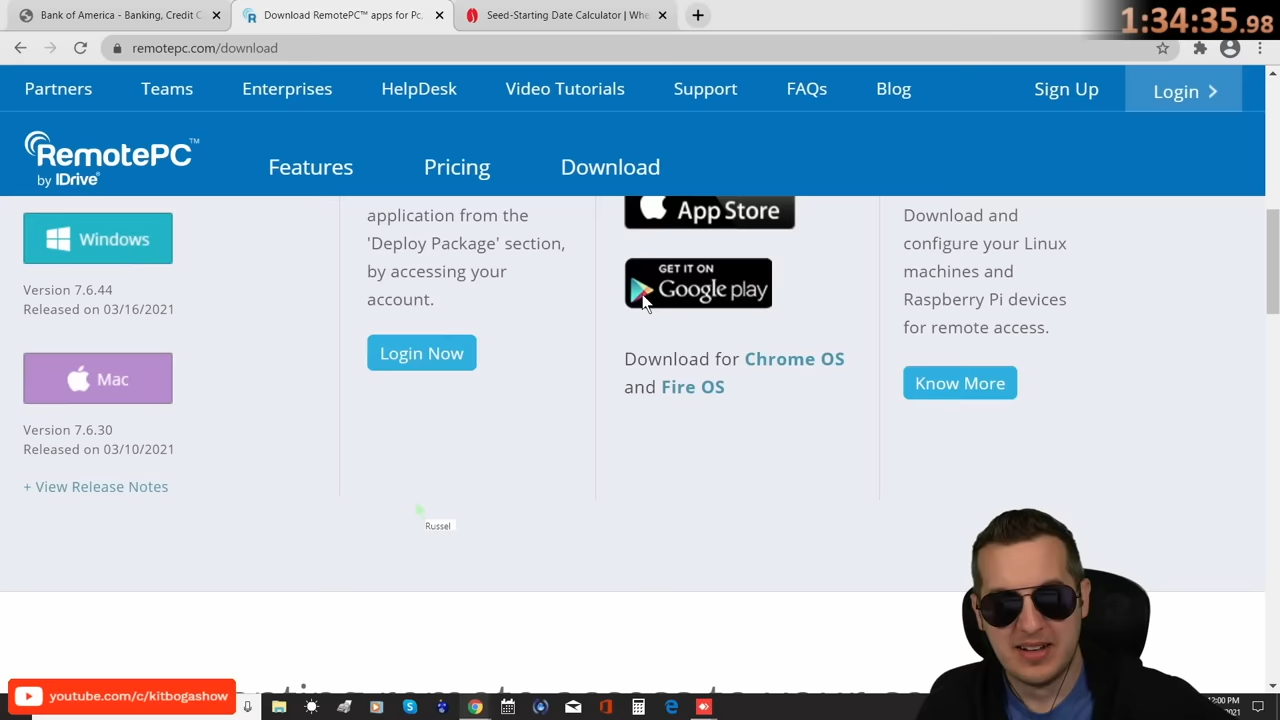 Bank of America - Banking, Credit C
Download RemotePC™ apps for Pc,
Seed-Starting Date Calculator | Whe
1:34:35.98
remotepc.com/download
Partners
Teams
Enterprises
HelpDesk
Video Tutorials
Support
FAQs
Blog
Sign Up
Login
RemotePC™
by IDrive®
Features
Pricing
Download
Windows
Version 7.6.44
Released on 03/16/2021
Mac
Version 7.6.30
Released on 03/10/2021
+ View Release Notes
application from the
'Deploy Package' section,
by accessing your
account.
Login Now
App Store
GET IT ON
Google play
Download for Chrome OS
and Fire OS
Download and
configure your Linux
machines and
Raspberry Pi devices
for remote access.
Know More
Russel
youtube.com/c/kitbogashow